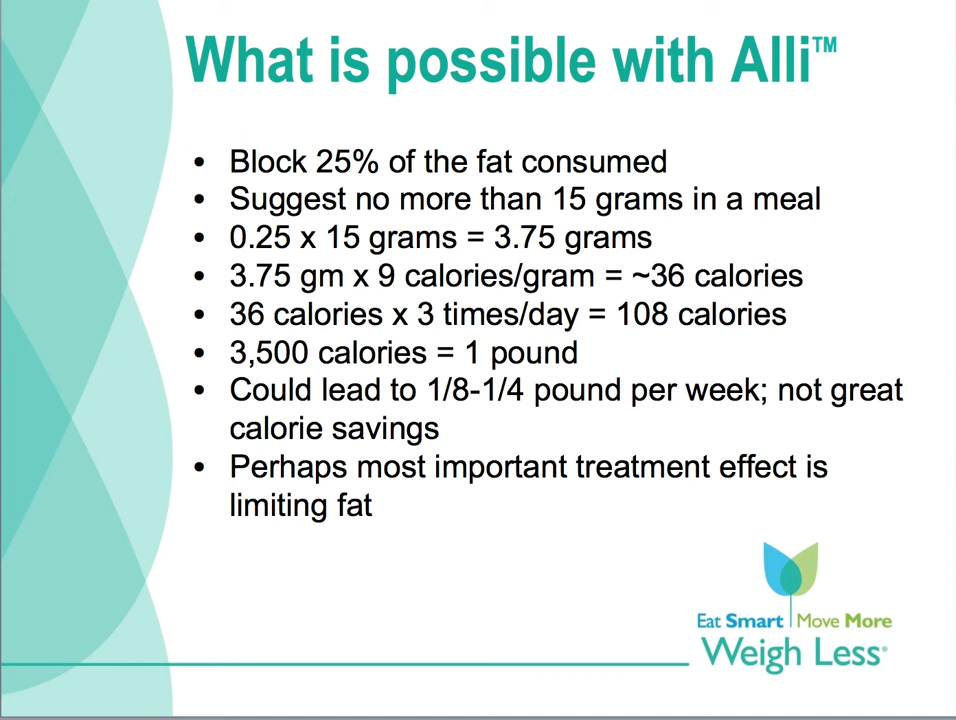 What is possible with Alli™
• Block 25% of the fat consumed
• Suggest no more than 15 grams in a meal
• 0.25 x 15 grams = 3.75 grams
• 3.75 gm x 9 calories/gram = ~36 calories
• 36 calories x 3 times/day = 108 calories
• 3,500 calories = 1 pound
• Could lead to 1/8-1/4 pound per week; not great
calorie savings
• Perhaps most important treatment effect is
limiting fat
Eat Smart Move More
Weigh Less®